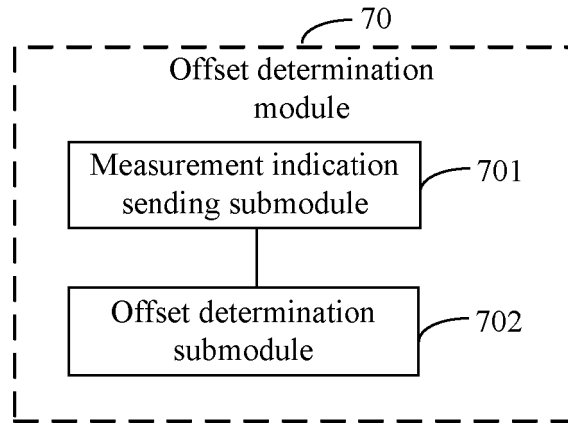 70
Offset determination
module
Measurement indication
sending submodule
701
Offset determination
submodule
702